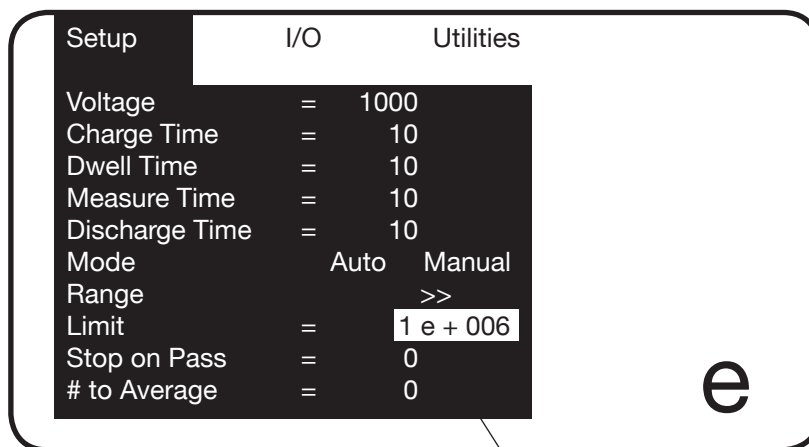 Setup I/O Utilities
Voltage = 1000
Charge Time = 10
Dwell Time = 10
Measure Time = 10
Discharge Time = 10
Mode Auto Manual
Range >>
Limit = 1 e + 006
Stop on Pass = 0
# to Average = 0
e